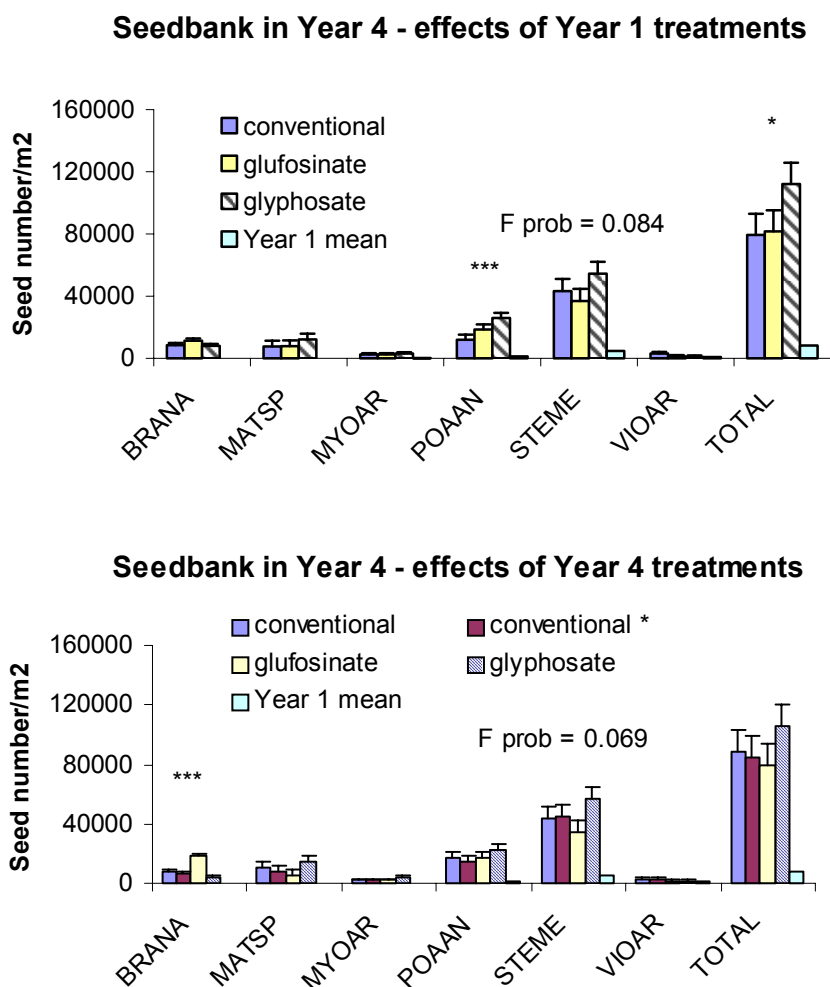 Seedbank in Year 4 - effects of Year 1 treatments
160000
120000
80000
40000
0
Seed number/m2
conventional
glufosinate
glyphosate
Year 1 mean
***
F prob = 0.084
*
BRANA
MATSP
MYOAR
POAAN
STEME
VIOAR
TOTAL
Seedbank in Year 4 - effects of Year 4 treatments
160000
120000
80000
40000
0
Seed number/m2
conventional
conventional *
glufosinate
glyphosate
Year 1 mean
***
F prob = 0.069
BRANA
MATSP
MYOAR
POAAN
STEME
VIOAR
TOTAL